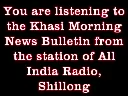 You are listening to
the Khasi Morning
News Bulletin from
the station of All
India Radio,
Shillong